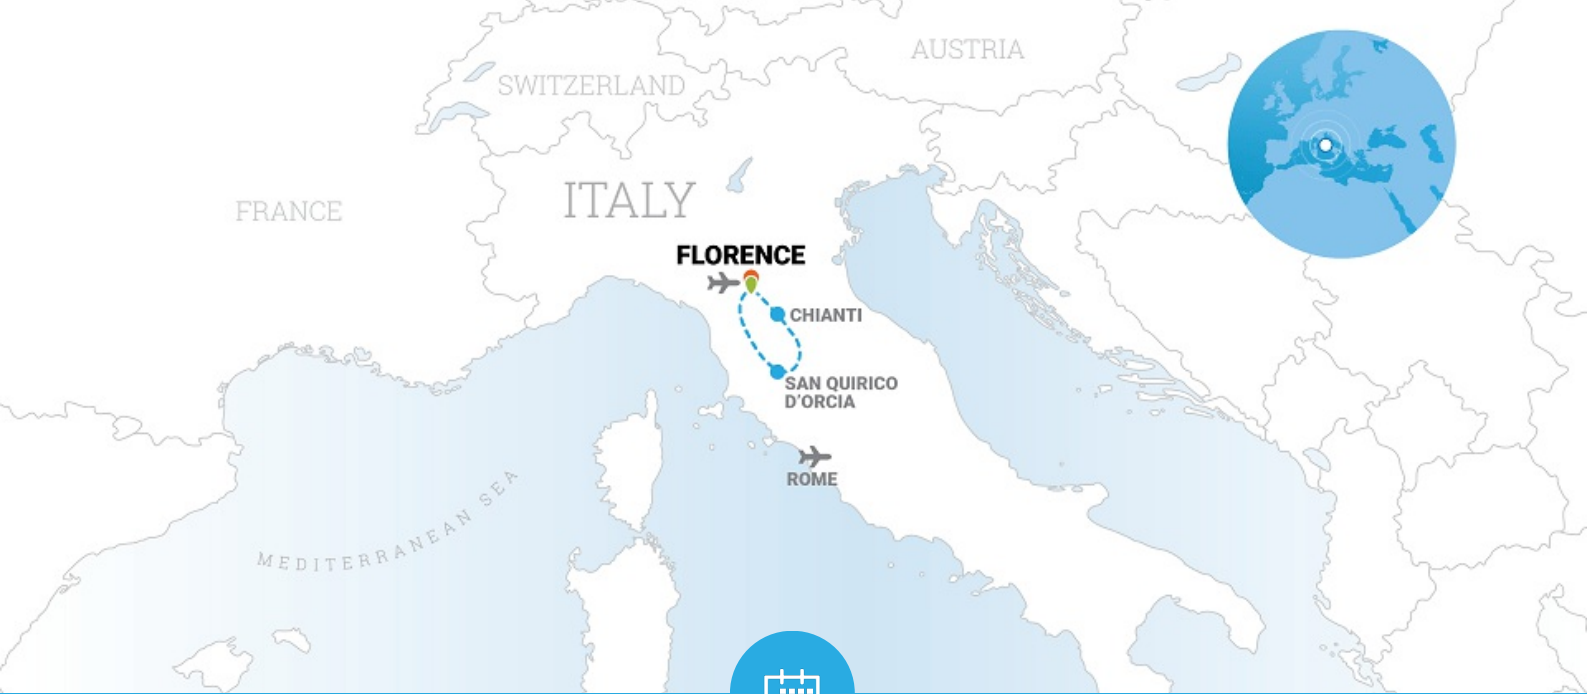 AUSTRIA
SWITZERLAND
ITALY
FRANCE
FLORENCE
CHIANTI
SAN QUIRICO
D'ORCIA
ROME
MEDITERRANEAN SEA